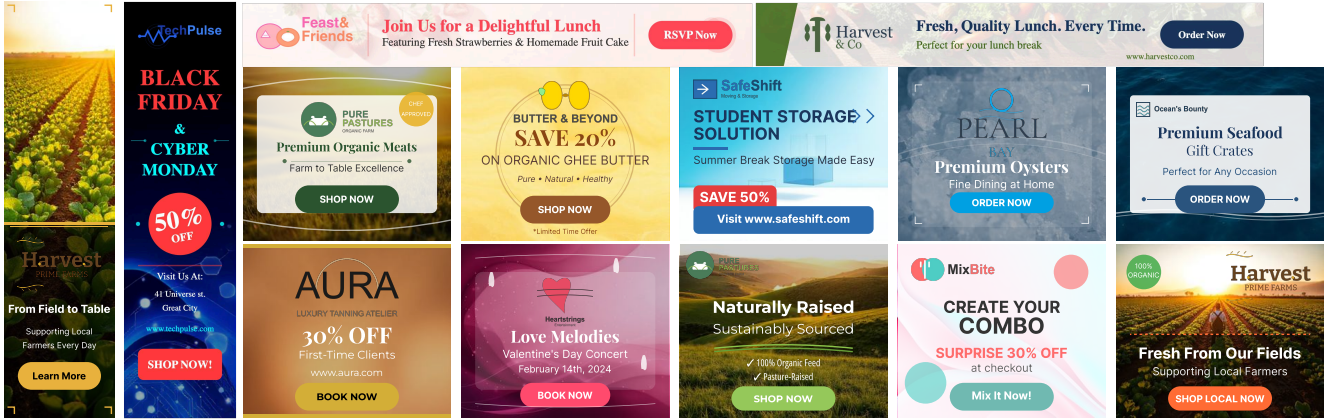 Harvest
PRIME FARMS
From Field to Table
Supporting Local
Farmers Every Day
Learn More
TechPulse
BLACK
FRIDAY
&
CYBER
MONDAY
50%
OFF
Visit Us At:
41 Universe st.
Great City
www.techpulse.com
SHOP NOW!
Feast&
Friends
Join Us for a Delightful Lunch
Featuring Fresh Strawberries & Homemade Fruit Cake
RSVP Now
Harvest
& Co
Fresh, Quality Lunch. Every Time.
Perfect for your lunch break
Order Now
www.harvestco.com
PURE
PASTURES
ORGANIC FARM
CHEF
APPROVED
Premium Organic Meats
Farm to Table Excellence
SHOP NOW
BUTTER & BEYOND
SAVE 20%
ON ORGANIC GHEE BUTTER
Pure • Natural • Healthy
SHOP NOW
*Limited Time Offer
SafeShift
Moving & Storage
STUDENT STORAGE
SOLUTION
Summer Break Storage Made Easy
SAVE 50%
Visit www.safeshift.com
PEARL
BAY
Premium Oysters
Fine Dining at Home
ORDER NOW
Ocean's Bounty
Premium Seafood
Gift Crates
Perfect for Any Occasion
ORDER NOW
AURA
LUXURY TANNING ATELIER
30% OFF
First-Time Clients
www.aura.com
BOOK NOW
Heartstrings
Love Melodies
Valentine's Day Concert
February 14th, 2024
BOOK NOW
PURE
PASTURES
Naturally Raised
Sustainably Sourced
✓ 100% Organic Feed
✓ Pasture-Raised
SHOP NOW
MixBite
CREATE YOUR
COMBO
SURPRISE 30% OFF
at checkout
Mix It Now!
100%
ORGANIC
Harvest
PRIME FARMS
Fresh From Our Fields
Supporting Local Farmers
SHOP LOCAL NOW